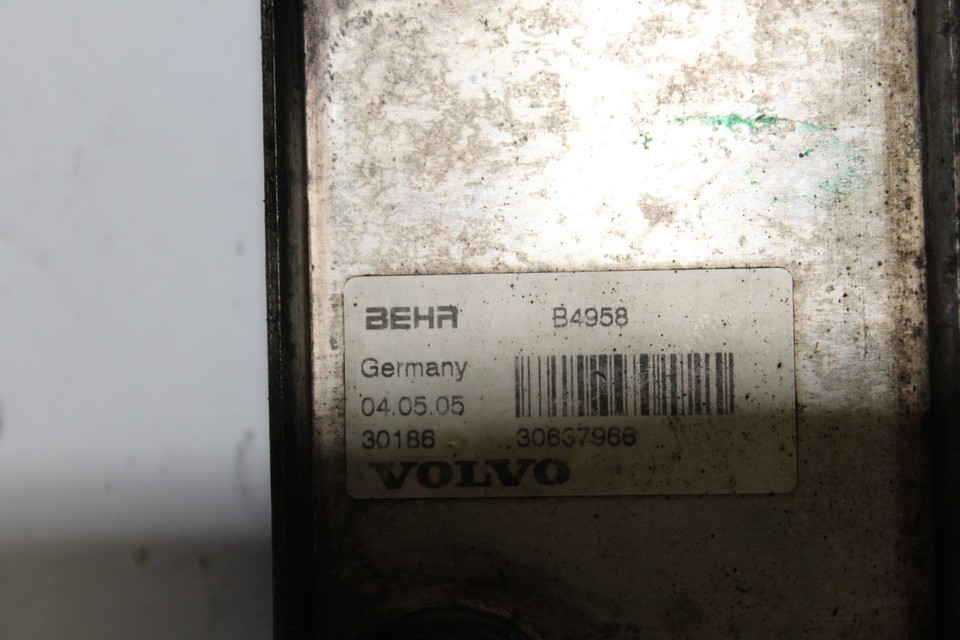 BEHR B4958
Germany
04.05.05
30186 30637966
VOLVO